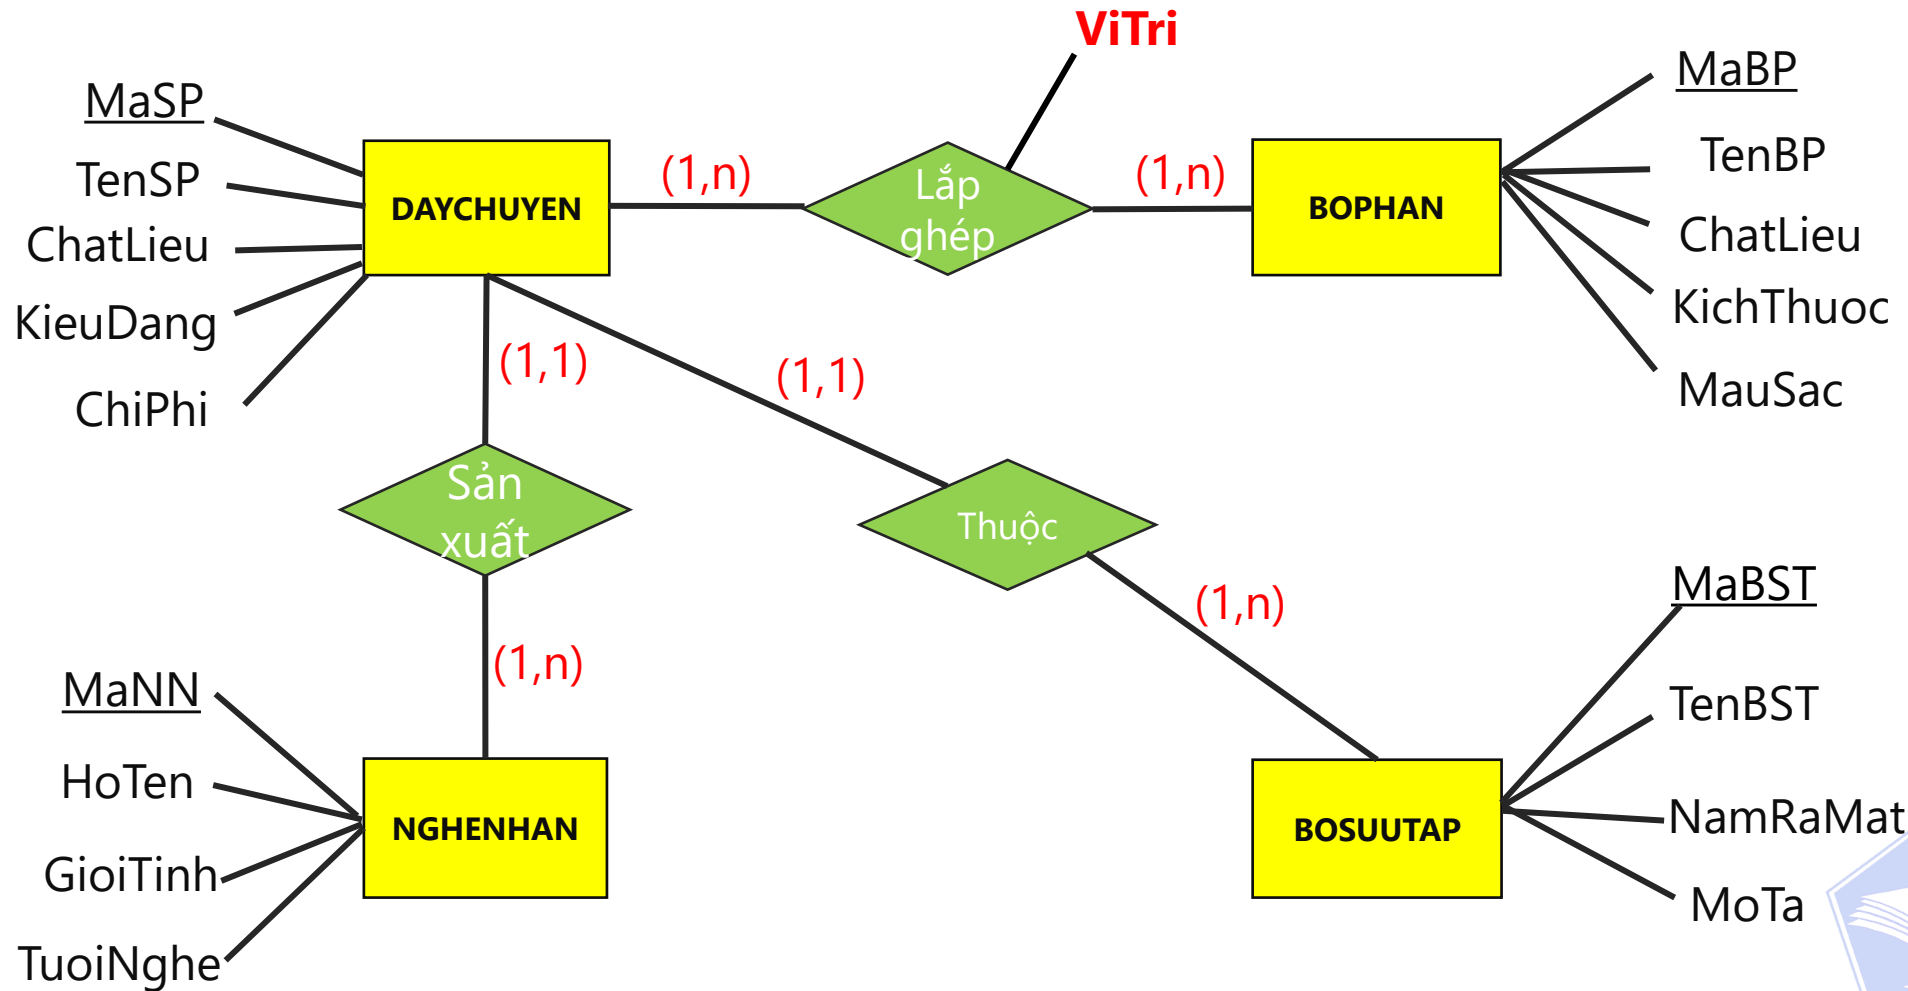 ViTri
MaSP
TenSP
ChatLieu
KieuDang
ChiPhi
DAYCHUYEN
(1,n)
Lắp
ghép
(1,n)
BOPHAN
MaBP
TenBP
ChatLieu
KichThuoc
MauSac
(1,1)
(1,1)
Sản
xuất
Thuộc
(1,n)
(1,n)
MaNN
HoTen
GioiTinh
TuoiNghe
NGHENHAN
BOSUUTAP
MaBST
TenBST
NamRaMat
MoTa